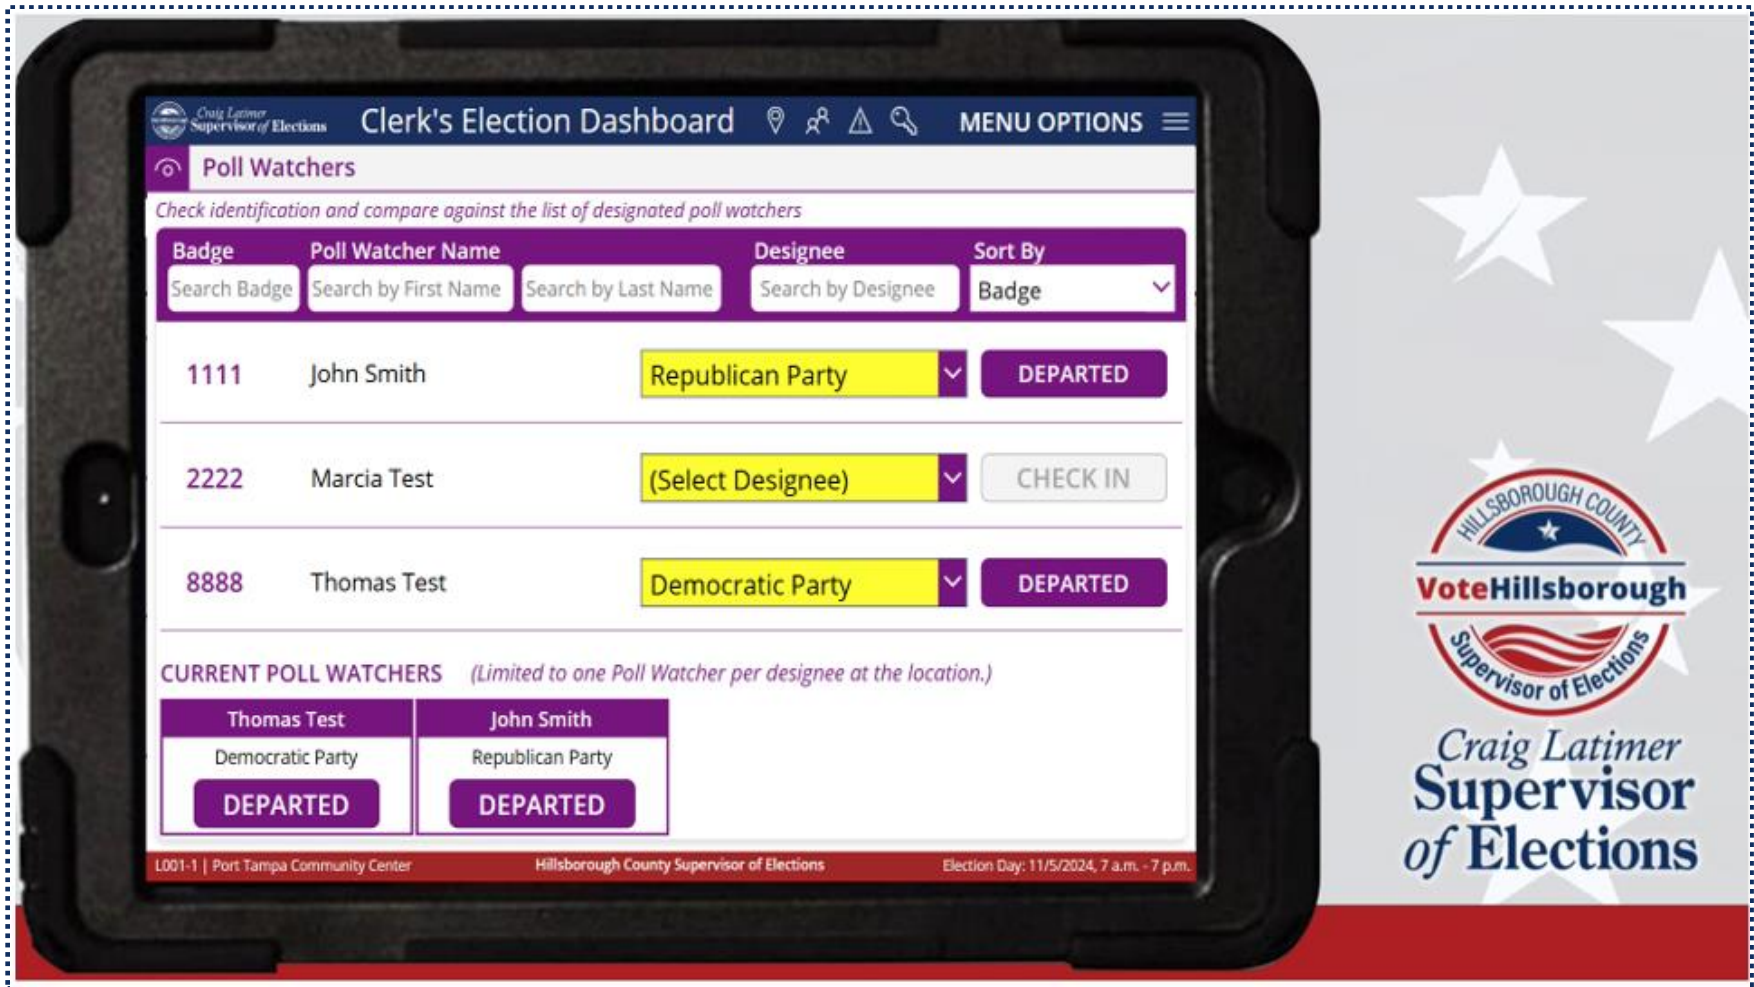 Craig Latimer
Supervisor of Elections
Clerk's Election Dashboard
MENU OPTIONS
Poll Watchers
Check identification and compare against the list of designated poll watchers
Badge Poll Watcher Name Designee Sort By
Search Badge Search by First Name Search by Last Name Search by Designee Badge
1111 John Smith Republican Party DEPARTED
2222 Marcia Test (Select Designee) CHECK IN
8888 Thomas Test Democratic Party DEPARTED
CURRENT POLL WATCHERS (Limited to one Poll Watcher per designee at the location.)
Thomas Test John Smith
Democratic Party Republican Party
DEPARTED DEPARTED
L001-1 | Port Tampa Community Center Hillsborough County Supervisor of Elections Election Day: 11/5/2024, 7 a.m. - 7 p.m.
HILLSBOROUGH COUNTY
VoteHillsborough
Supervisor of Elections
Craig Latimer
Supervisor
of Elections